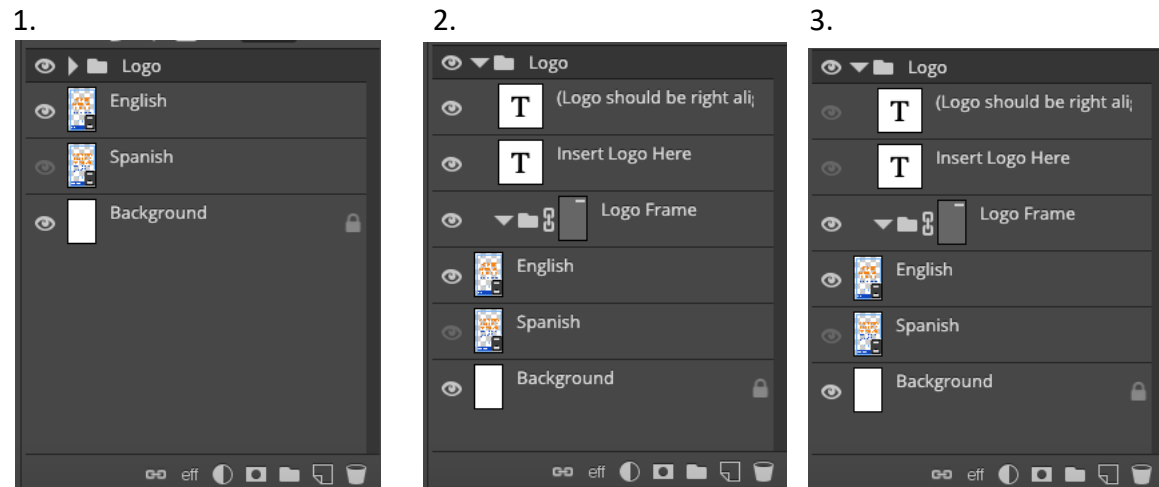 1.
Logo
English
Spanish
Background
eff
2.
Logo
T (Logo should be right ali
T Insert Logo Here
Logo Frame
English
Spanish
Background
eff
3.
Logo
T (Logo should be right ali
T Insert Logo Here
Logo Frame
English
Spanish
Background
eff